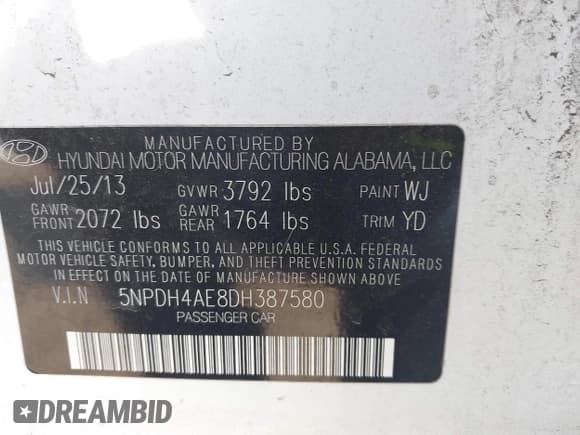 MANUFACTURED BY
HYUNDAI MOTOR MANUFACTURING ALABAMA, LLC
Jul/25/13 GVWR 3792 lbs PAINT WJ
GAWR FRONT 2072 lbs GAWR REAR 1764 lbs TRIM YD
THIS VEHICLE CONFORMS TO ALL APPLICABLE U.S.A. FEDERAL
MOTOR VEHICLE SAFETY, BUMPER, AND THEFT PREVENTION STANDARDS
IN EFFECT ON THE DATE OF MANUFACTURE SHOWN ABOVE
V.I.N 5NPDH4AE8DH387580
PASSENGER CAR
DREAMBID